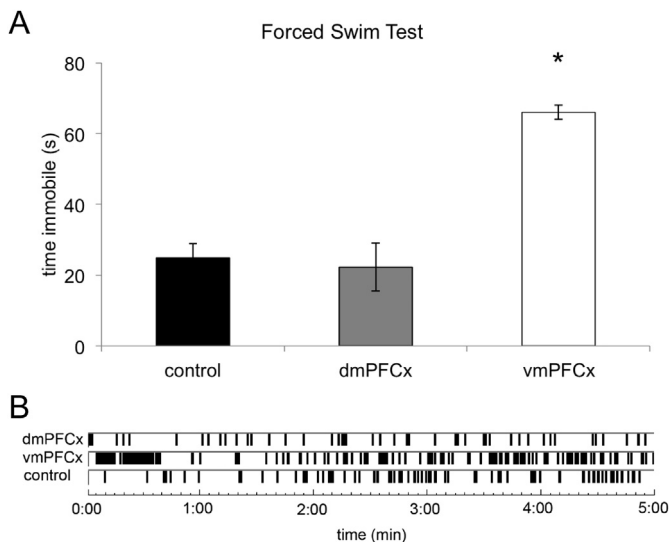 A
Forced Swim Test
*
time immobile (s)
80
60
40
20
0
control dmPFCx vmPFCx
B
dmPFCx
vmPFCx
control
0:00 1:00 2:00 3:00 4:00 5:00
time (min)